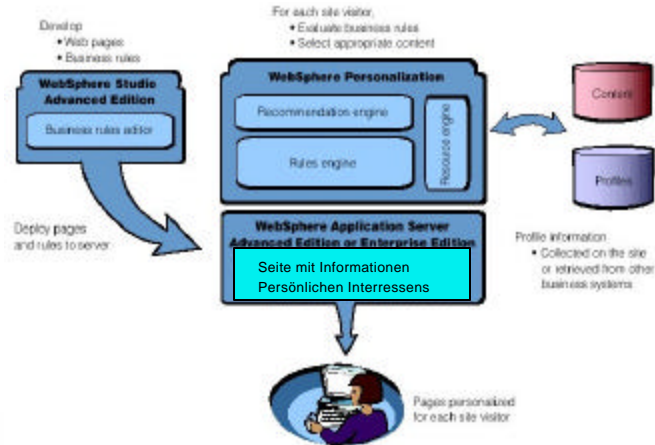 Develop
• Web pages
• Business rules
WebSphere Studio
Advanced Edition
Business rules editor
Deploy pages
and rules to server
For each site visitor,
• Evaluate business rules
• Select appropriate content
WebSphere Personalization
Recommendation engine
Rules engine
Resource engine
WebSphere Application Server
Advanced Edition or Enterprise Edition
Seite mit Informationen
Persönlichen Interressens
Content
Profiles
Profile information
• Collected on the site
or retrieved from other
business systems
Pages personalized
for each site visitor